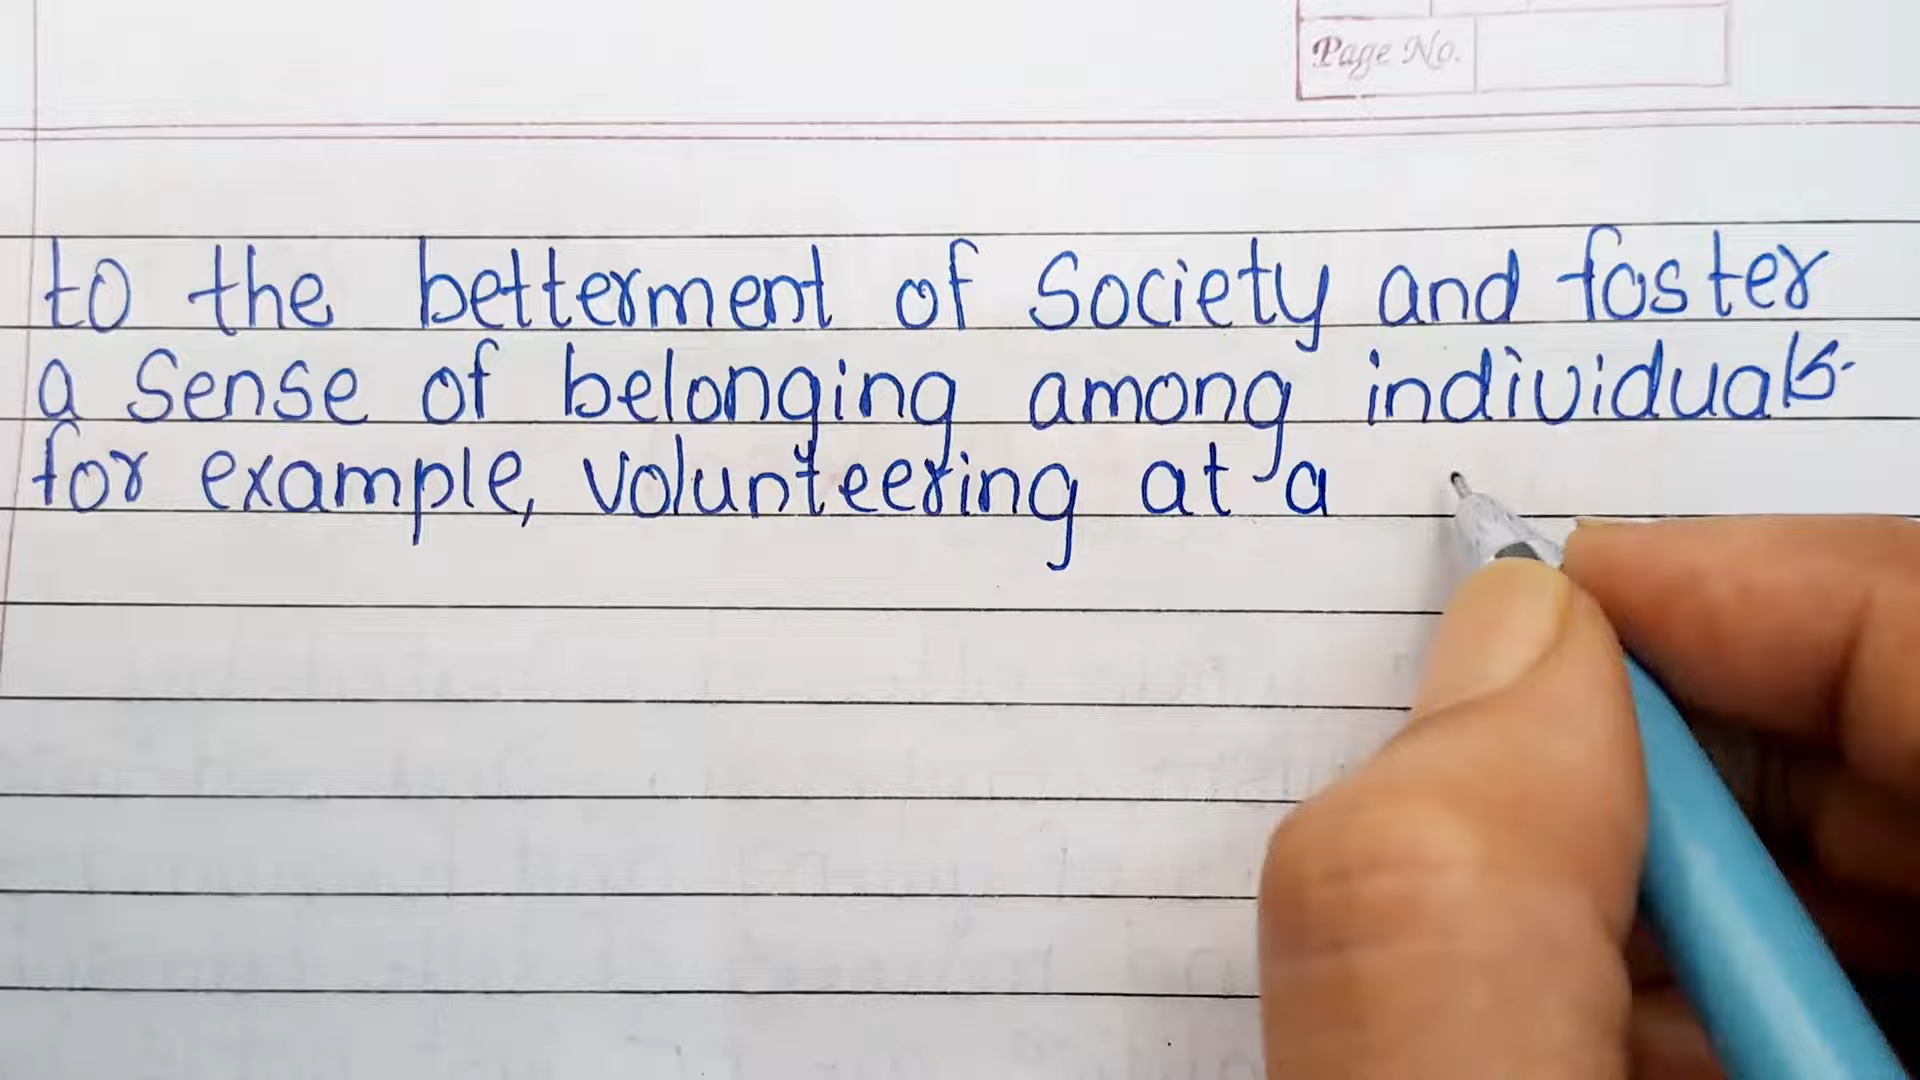 Page No.
to the betterment of Society and foster
a Sense of belonging among individuals.
for example, volunteering at a